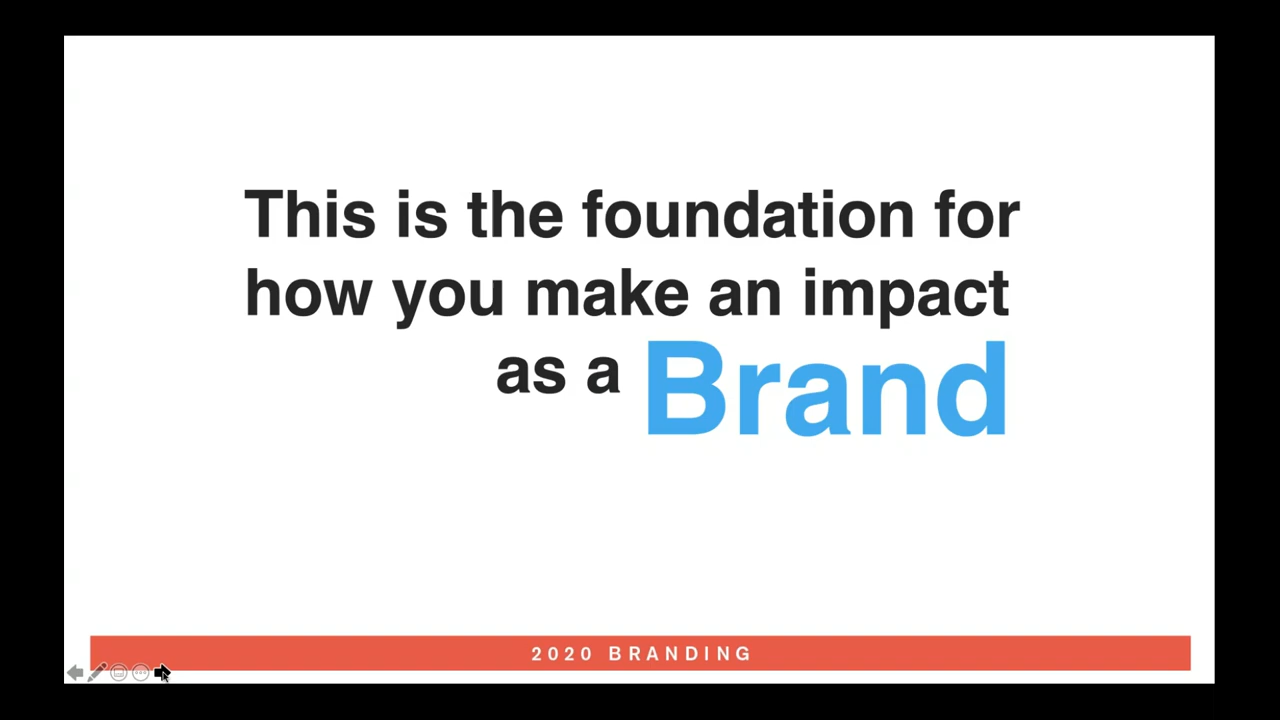 This is the foundation for
how you make an impact
as a Brand
2020 BRANDING